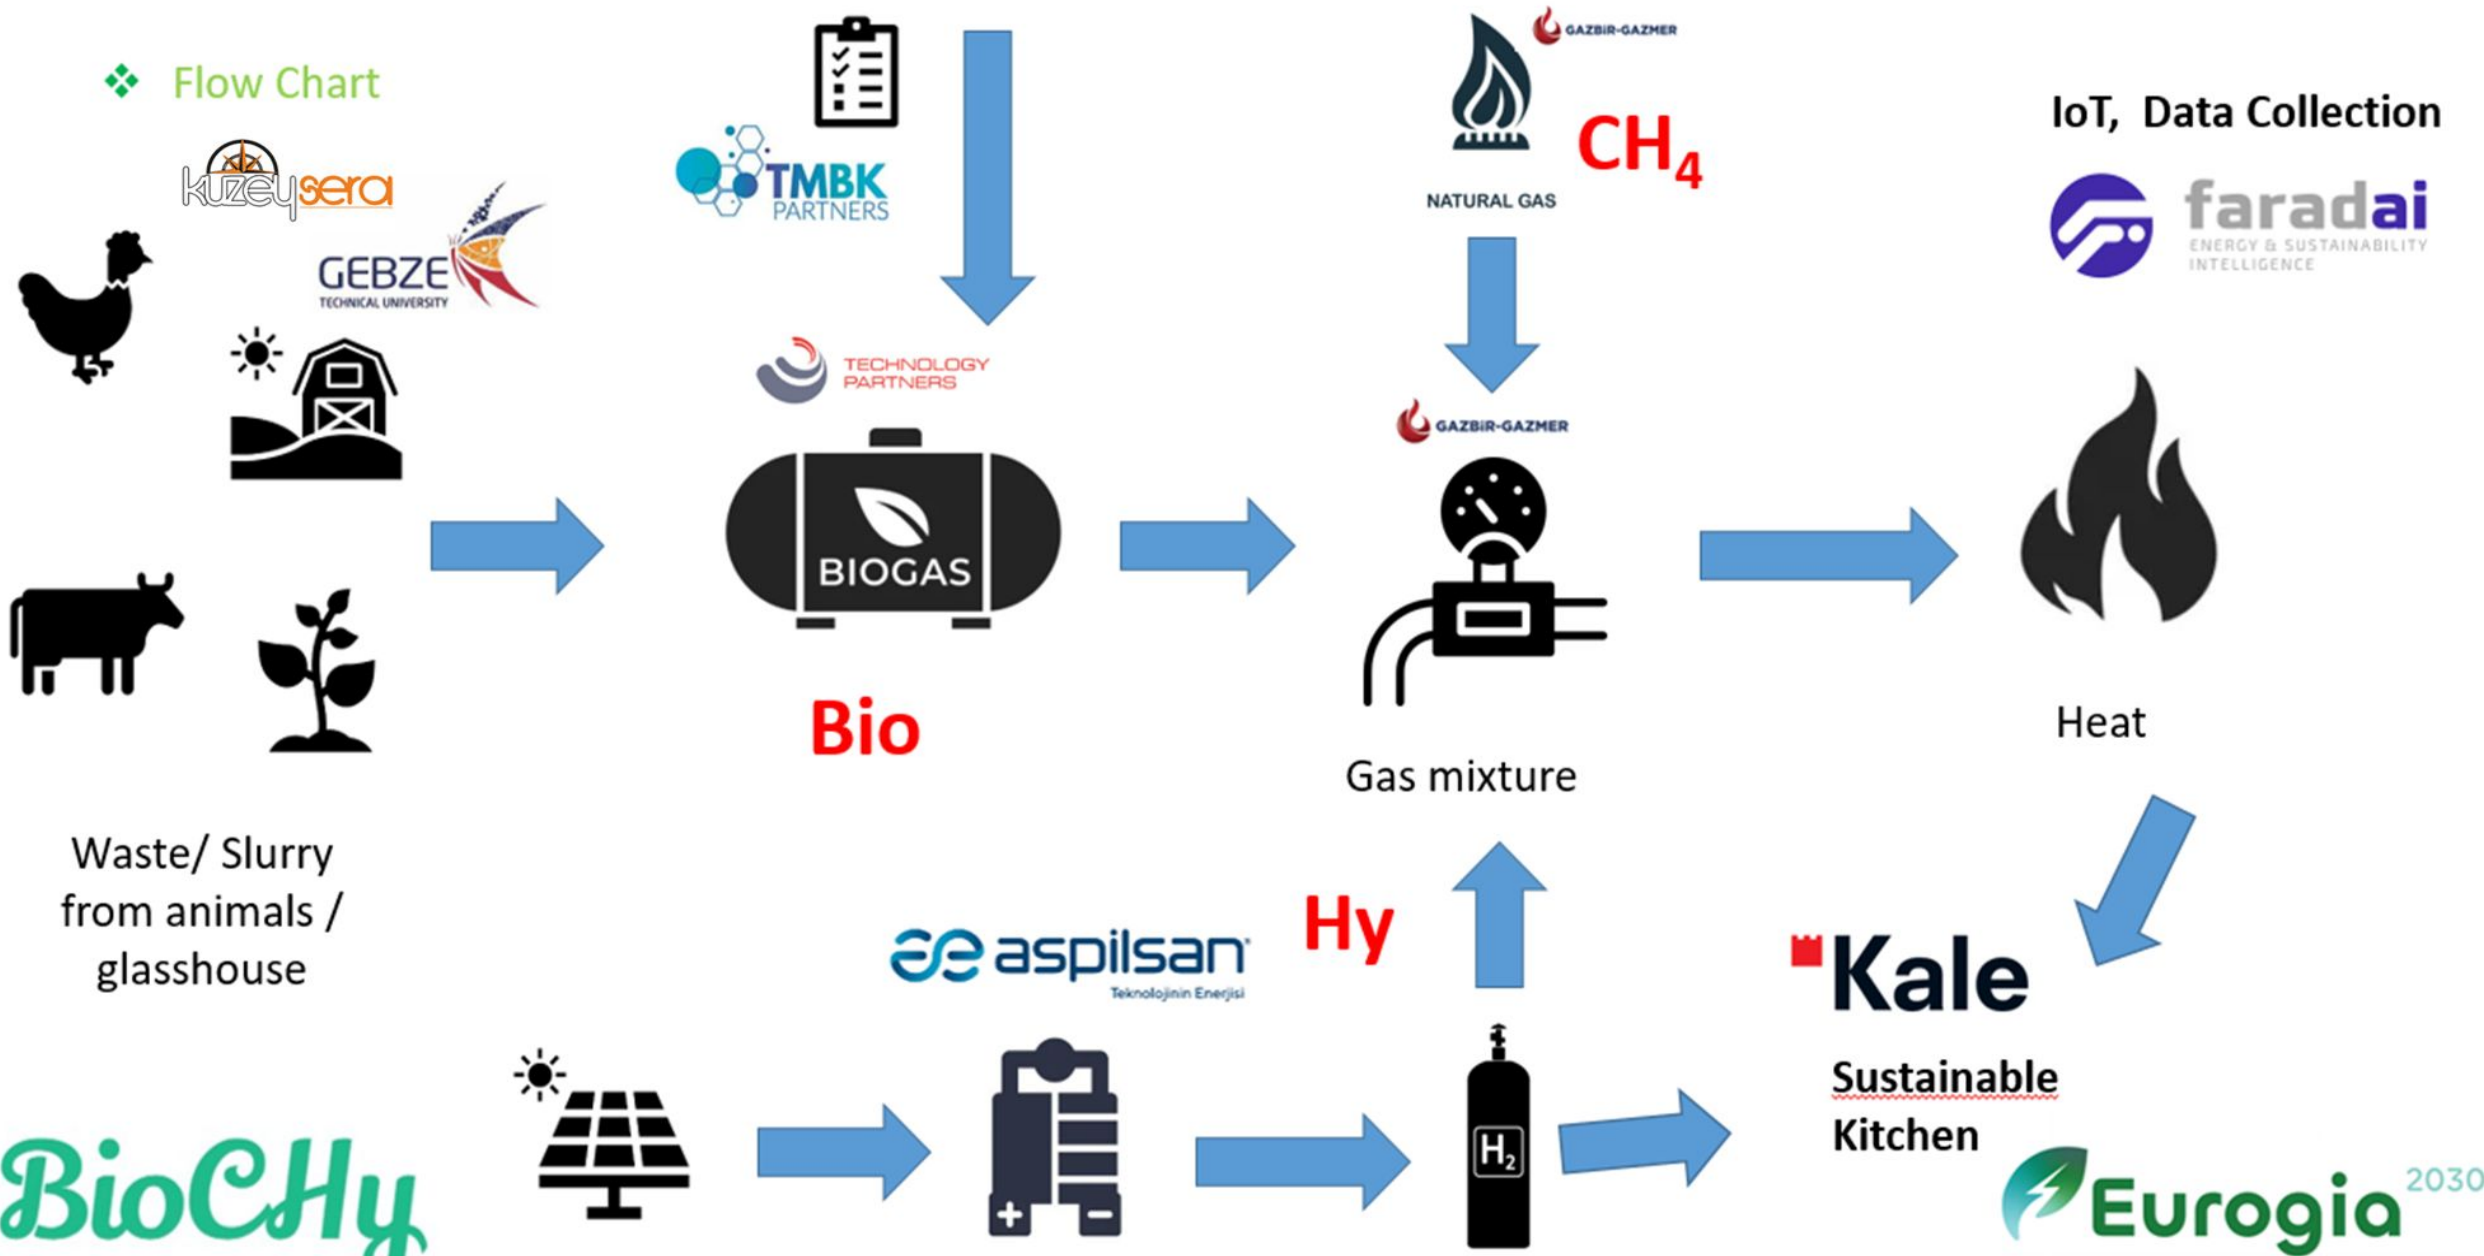 Flow Chart
kuzeysera
GEBZE
TECHNICAL UNIVERSITY
TMBK
PARTNERS
TECHNOLOGY
PARTNERS
BIOGAS
Bio
GAZBİR-GAZMER
CH₄
NATURAL GAS
GAZBİR-GAZMER
Gas mixture
IoT, Data Collection
faradai
ENERGY & SUSTAINABILITY
INTELLIGENCE
Heat
Waste/ Slurry
from animals /
glasshouse
aspilsan
Teknolojinin Enerjisi
Hy
H₂
Kale
Sustainable
Kitchen
BioCHy
Eurogia 2030